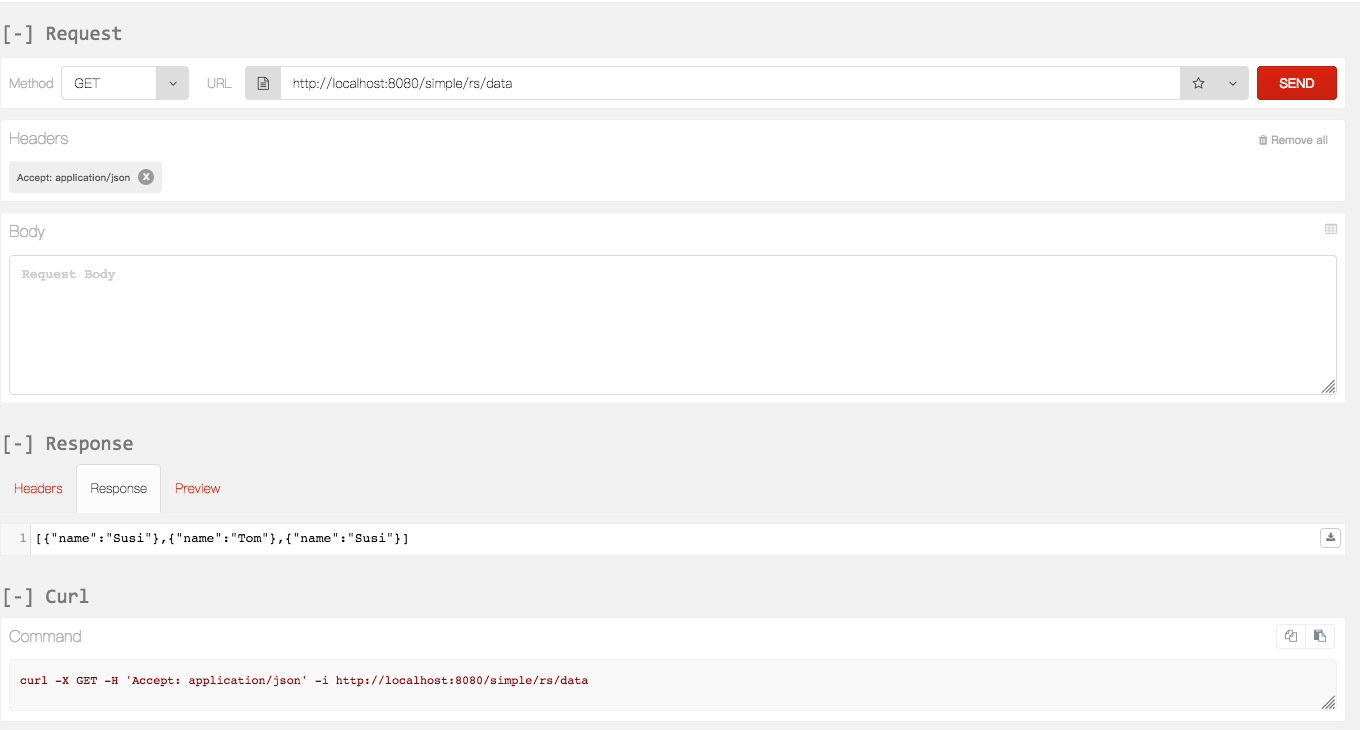 [-] Request
Method GET URL http://localhost:8080/simple/rs/data SEND
Headers Remove all
Accept: application/json
Body
Request Body
[-] Response
Headers Response Preview
1 [{"name":"Susi"},{"name":"Tom"},{"name":"Susi"}]
[-] Curl
Command
curl -X GET -H 'Accept: application/json' -i http://localhost:8080/simple/rs/data